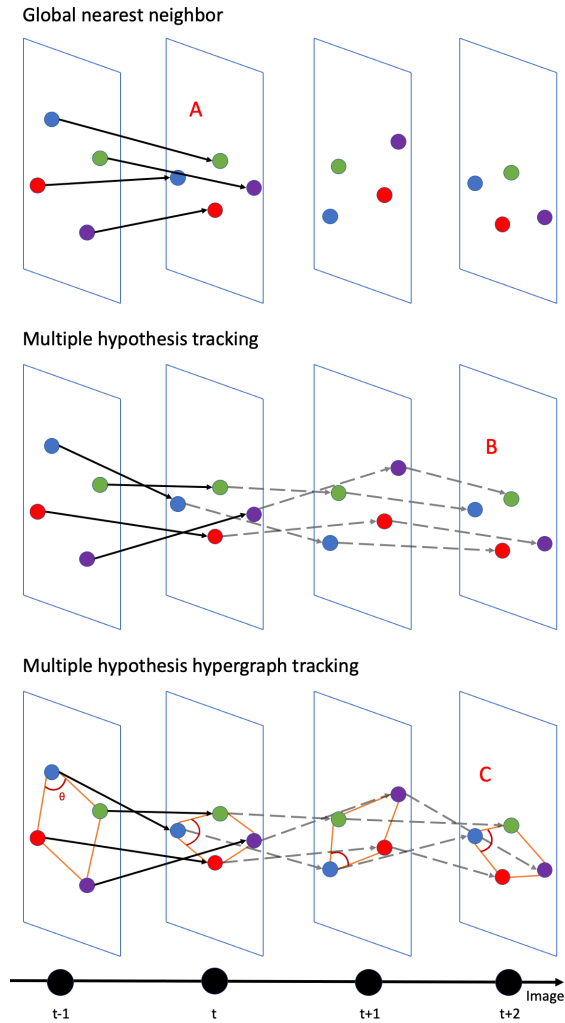 Global nearest neighbor
A
Multiple hypothesis tracking
B
Multiple hypothesis hypergraph tracking
C
θ
Image
t-1 t t+1 t+2